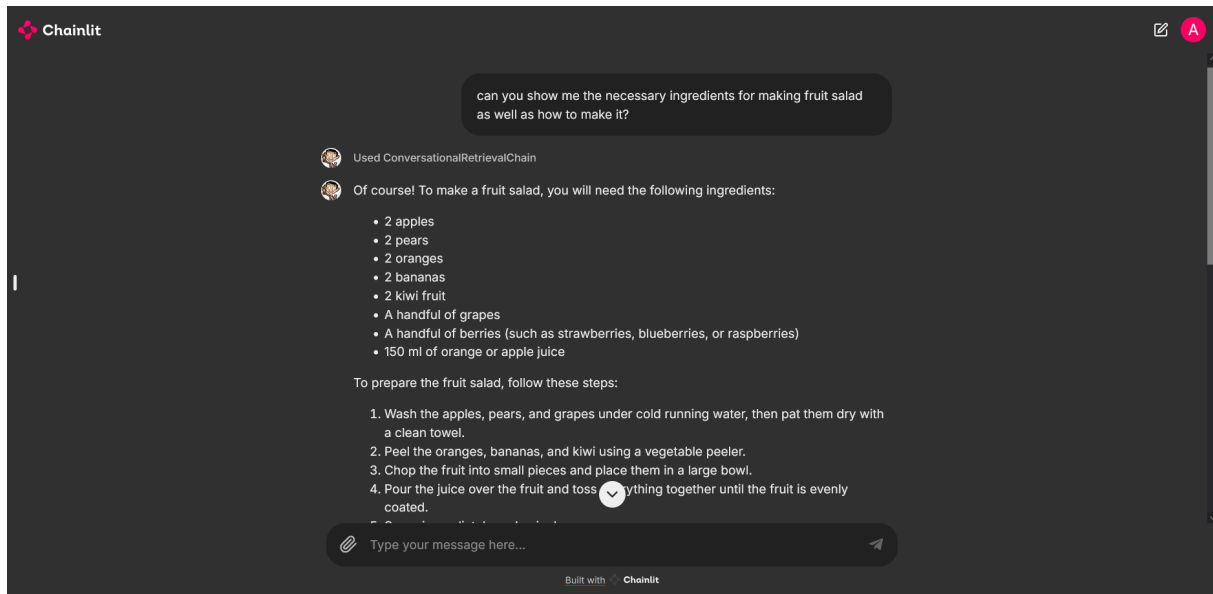 Chainlit
A
can you show me the necessary ingredients for making fruit salad
as well as how to make it?
Used ConversationalRetrievalChain
Of course! To make a fruit salad, you will need the following ingredients:
• 2 apples
• 2 pears
• 2 oranges
• 2 bananas
• 2 kiwi fruit
• A handful of grapes
• A handful of berries (such as strawberries, blueberries, or raspberries)
• 150 ml of orange or apple juice
To prepare the fruit salad, follow these steps:
1. Wash the apples, pears, and grapes under cold running water, then pat them dry with
a clean towel.
2. Peel the oranges, bananas, and kiwi using a vegetable peeler.
3. Chop the fruit into small pieces and place them in a large bowl.
4. Pour the juice over the fruit and toss ything together until the fruit is evenly
coated.
Type your message here...
Built with Chainlit